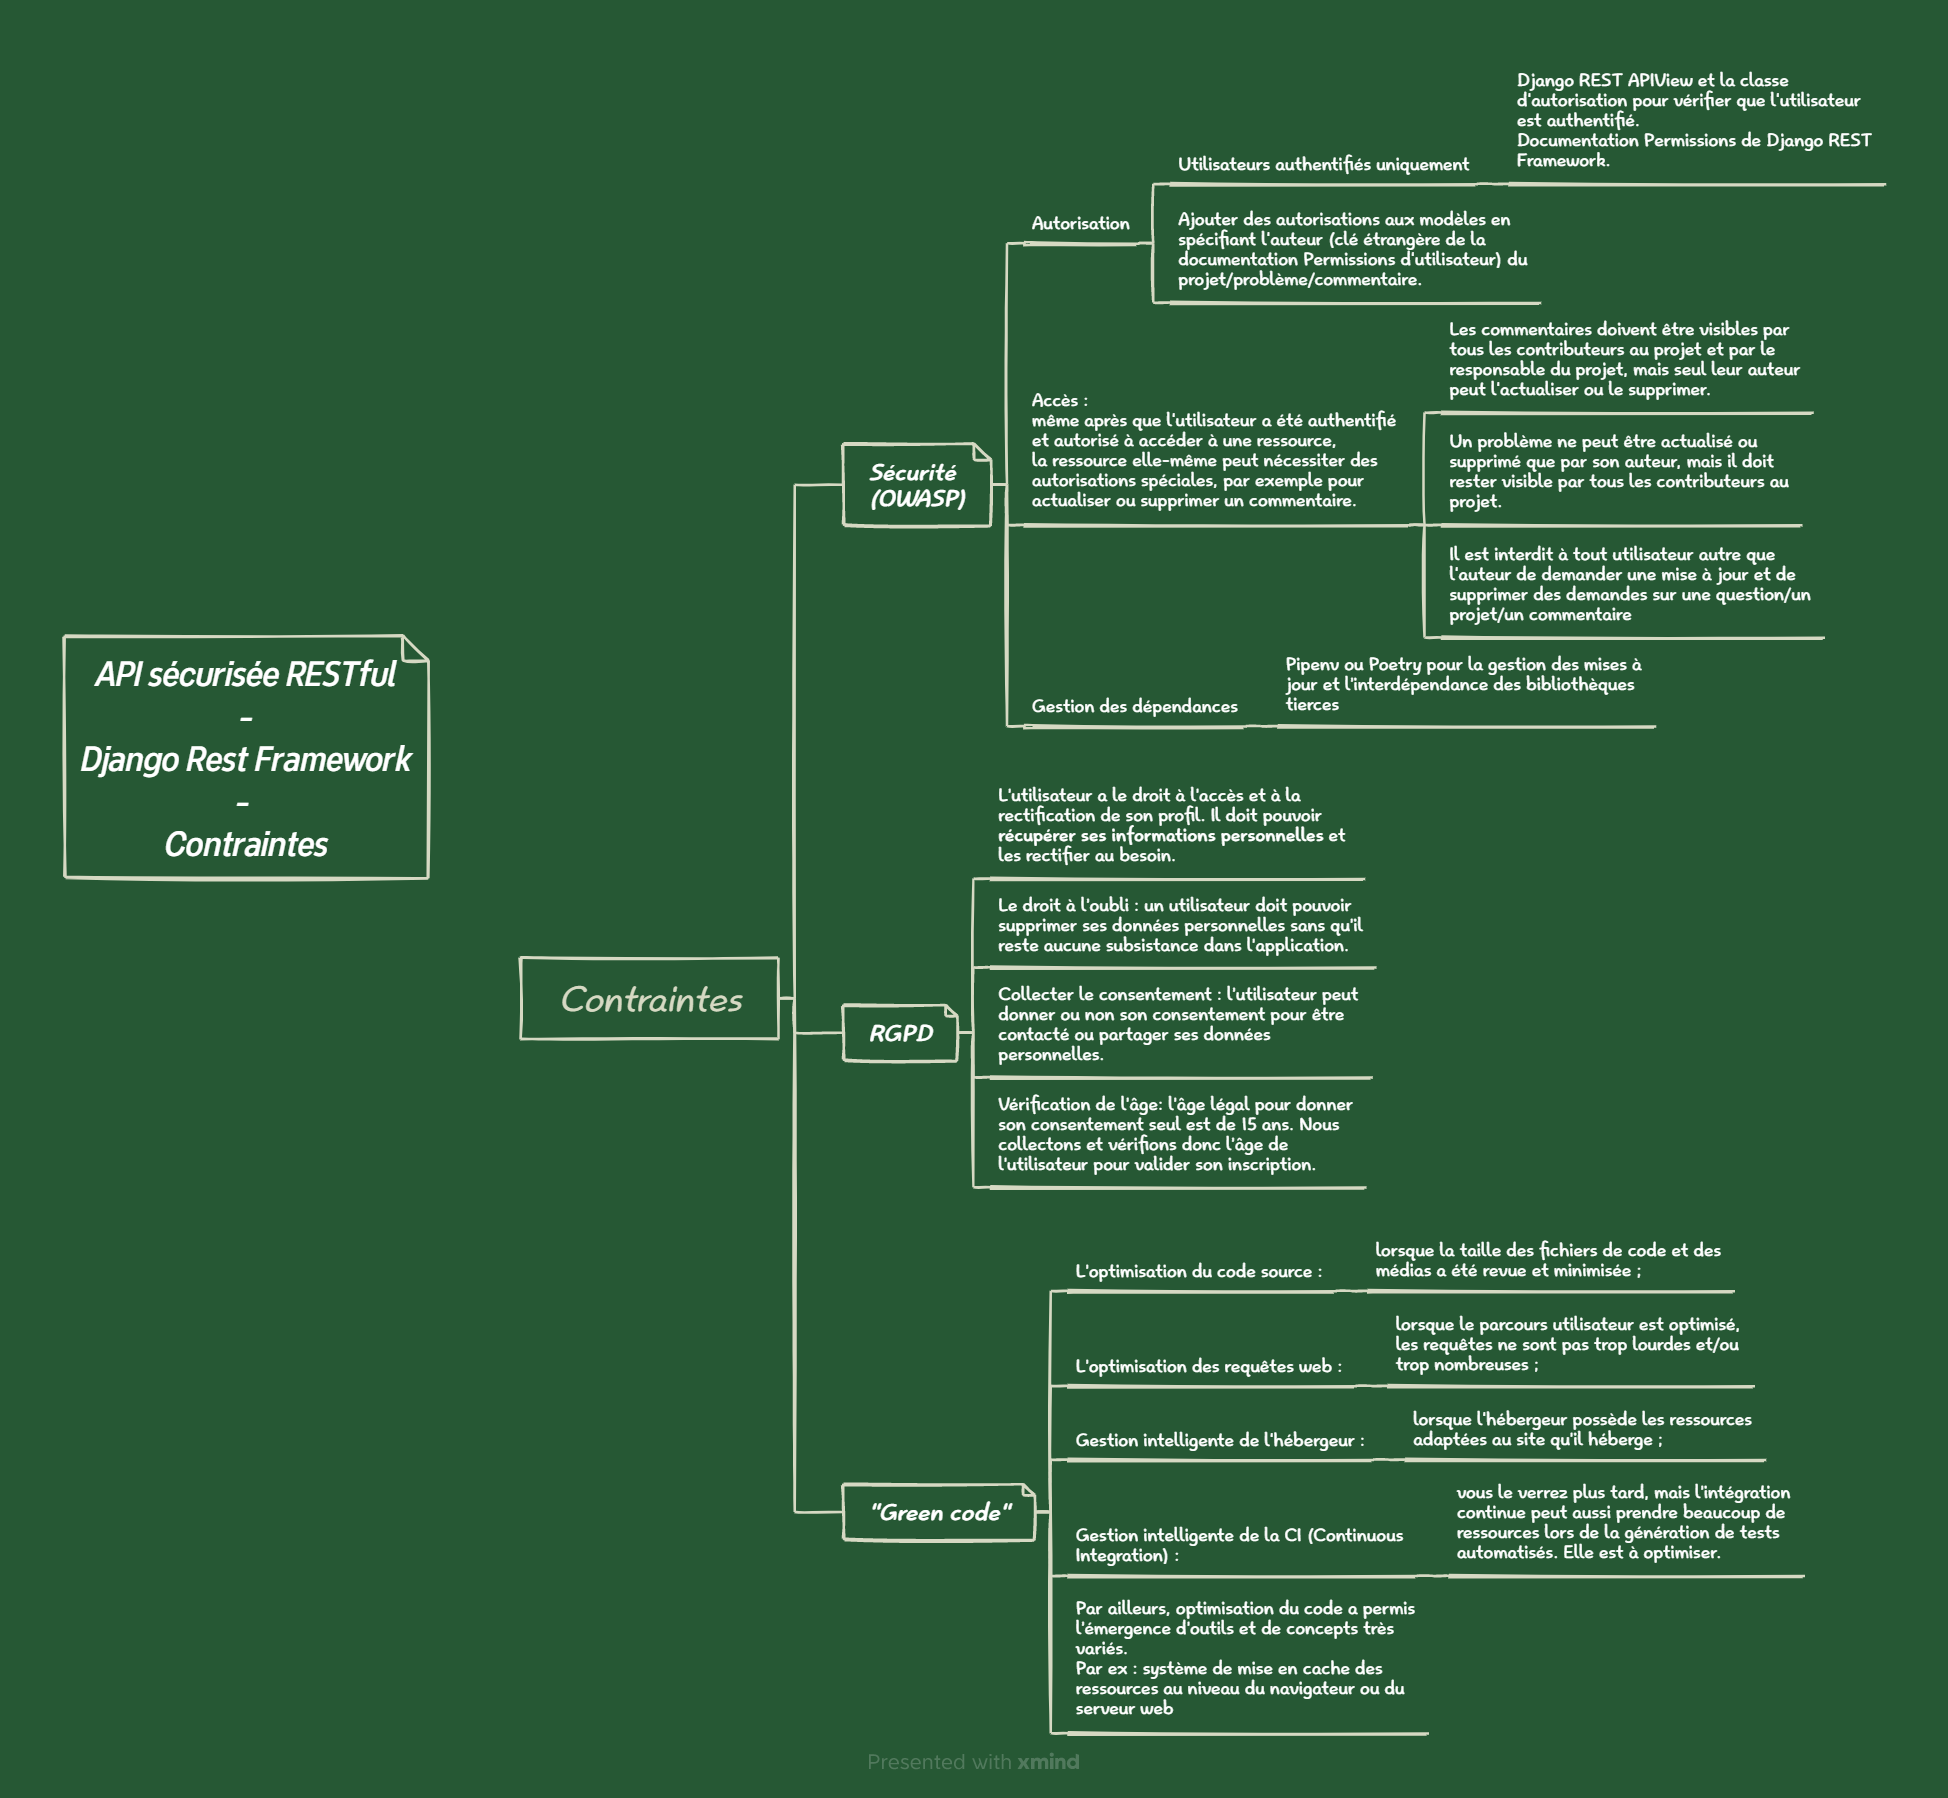 API sécurisée RESTful
-
Django Rest Framework
-
Contraintes
Contraintes
Sécurité
(OWASP)
Autorisation
Utilisateurs authentifiés uniquement
Django REST APIView et la classe
d'autorisation pour vérifier que l'utilisateur
est authentifié.
Documentation Permissions de Django REST
Framework.
Ajouter des autorisations aux modèles en
spécifiant l'auteur (clé étrangère de la
documentation Permissions d'utilisateur) du
projet/problème/commentaire.
Accès :
même après que l'utilisateur a été authentifié
et autorisé à accéder à une ressource,
la ressource elle-même peut nécessiter des
autorisations spéciales, par exemple pour
actualiser ou supprimer un commentaire.
Les commentaires doivent être visibles par
tous les contributeurs au projet et par le
responsable du projet, mais seul leur auteur
peut l'actualiser ou le supprimer.
Un problème ne peut être actualisé ou
supprimé que par son auteur, mais il doit
rester visible par tous les contributeurs au
projet.
Il est interdit à tout utilisateur autre que
l'auteur de demander une mise à jour et de
supprimer des demandes sur une question/un
projet/un commentaire
Gestion des dépendances
Pipenv ou Poetry pour la gestion des mises à
jour et l'interdépendance des bibliothèques
tierces
RGPD
L'utilisateur a le droit à l'accès et à la
rectification de son profil. Il doit pouvoir
récupérer ses informations personnelles et
les rectifier au besoin.
Le droit à l'oubli : un utilisateur doit pouvoir
supprimer ses données personnelles sans qu'il
reste aucune subsistance dans l'application.
Collecter le consentement : l'utilisateur peut
donner ou non son consentement pour être
contacté ou partager ses données
personnelles.
Vérification de l'âge: l'âge légal pour donner
son consentement seul est de 15 ans. Nous
collectons et vérifions donc l'âge de
l'utilisateur pour valider son inscription.
"Green code"
L'optimisation du code source :
lorsque la taille des fichiers de code et des
médias a été revue et minimisée ;
L'optimisation des requêtes web :
lorsque le parcours utilisateur est optimisé,
les requêtes ne sont pas trop lourdes et/ou
trop nombreuses ;
Gestion intelligente de l'hébergeur :
lorsque l'hébergeur possède les ressources
adaptées au site qu'il héberge ;
Gestion intelligente de la CI (Continuous
Integration) :
vous le verrez plus tard, mais l'intégration
continue peut aussi prendre beaucoup de
ressources lors de la génération de tests
automatisés. Elle est à optimiser.
Par ailleurs, optimisation du code a permis
l'émergence d'outils et de concepts très
variés.
Par ex : système de mise en cache des
ressources au niveau du navigateur ou du
serveur web
Presented with xmind